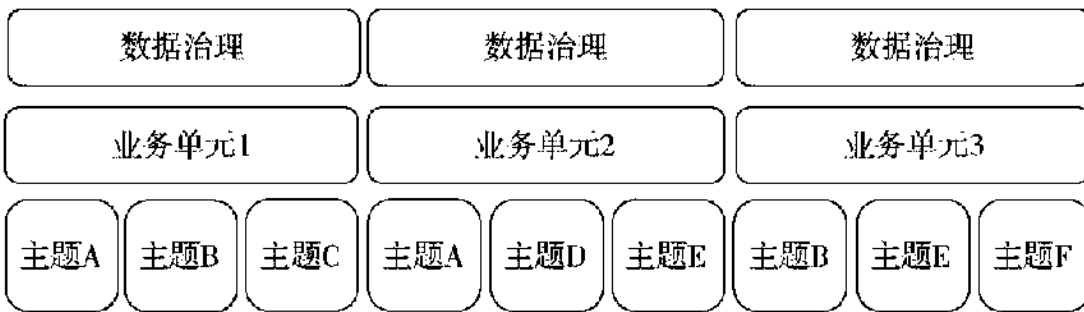 数据治理 数据治理 数据治理
业务单元1 业务单元2 业务单元3
主题A 主题B 主题C 主题A 主题D 主题E 主题B 主题E 主题F